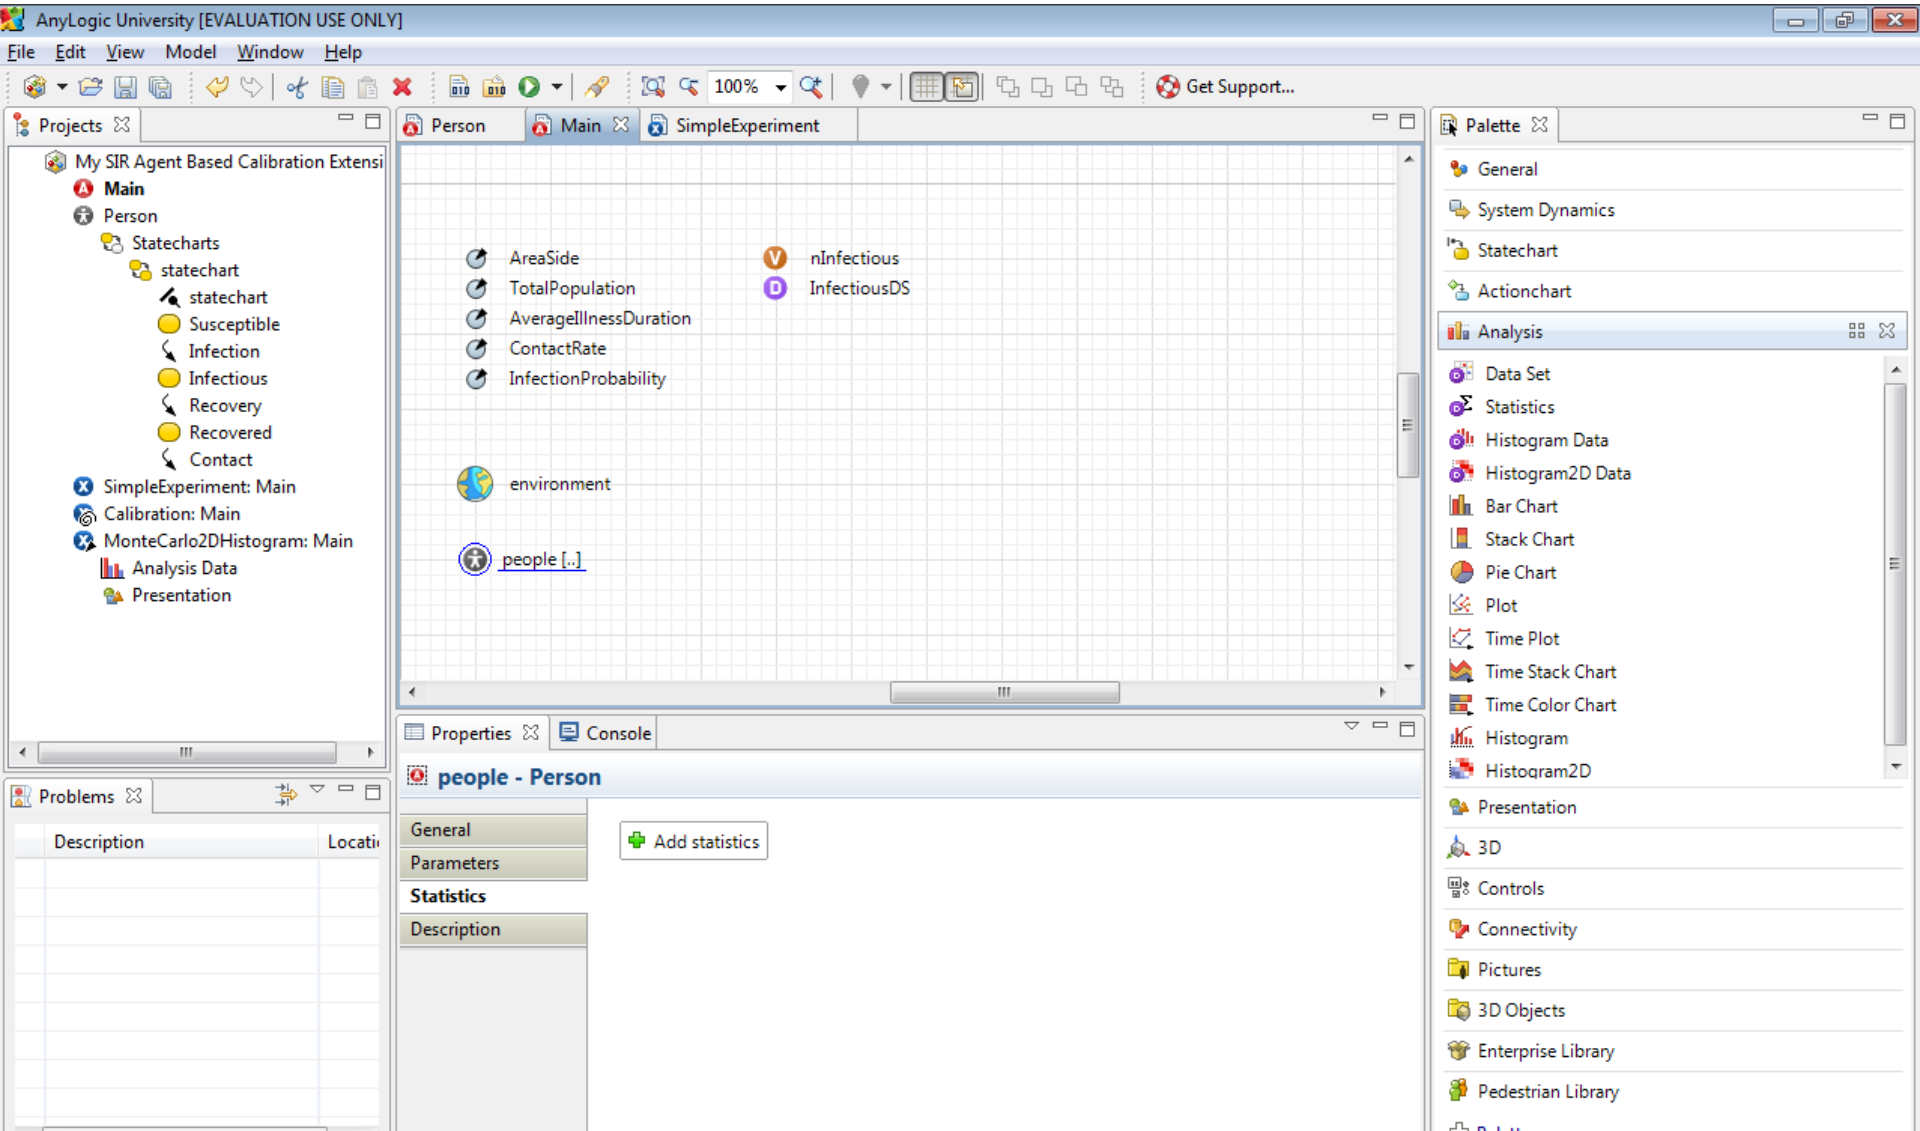 AnyLogic University [EVALUATION USE ONLY]
File Edit View Model Window Help
100% Get Support...
Projects
My SIR Agent Based Calibration Extensi
Main
Person
Statecharts
statechart
statechart
Susceptible
Infection
Infectious
Recovery
Recovered
Contact
SimpleExperiment: Main
Calibration: Main
MonteCarlo2DHistogram: Main
Analysis Data
Presentation
Problems
Description Locati
Person Main SimpleExperiment
AreaSide
TotalPopulation
AverageIllnessDuration
ContactRate
InfectionProbability
nInfectious
InfectiousDS
environment
people [..]
Properties Console
people - Person
General
Parameters
Statistics
Description
Add statistics
Palette
General
System Dynamics
Statechart
Actionchart
Analysis
Data Set
Statistics
Histogram Data
Histogram2D Data
Bar Chart
Stack Chart
Pie Chart
Plot
Time Plot
Time Stack Chart
Time Color Chart
Histogram
Histogram2D
Presentation
3D
Controls
Connectivity
Pictures
3D Objects
Enterprise Library
Pedestrian Library